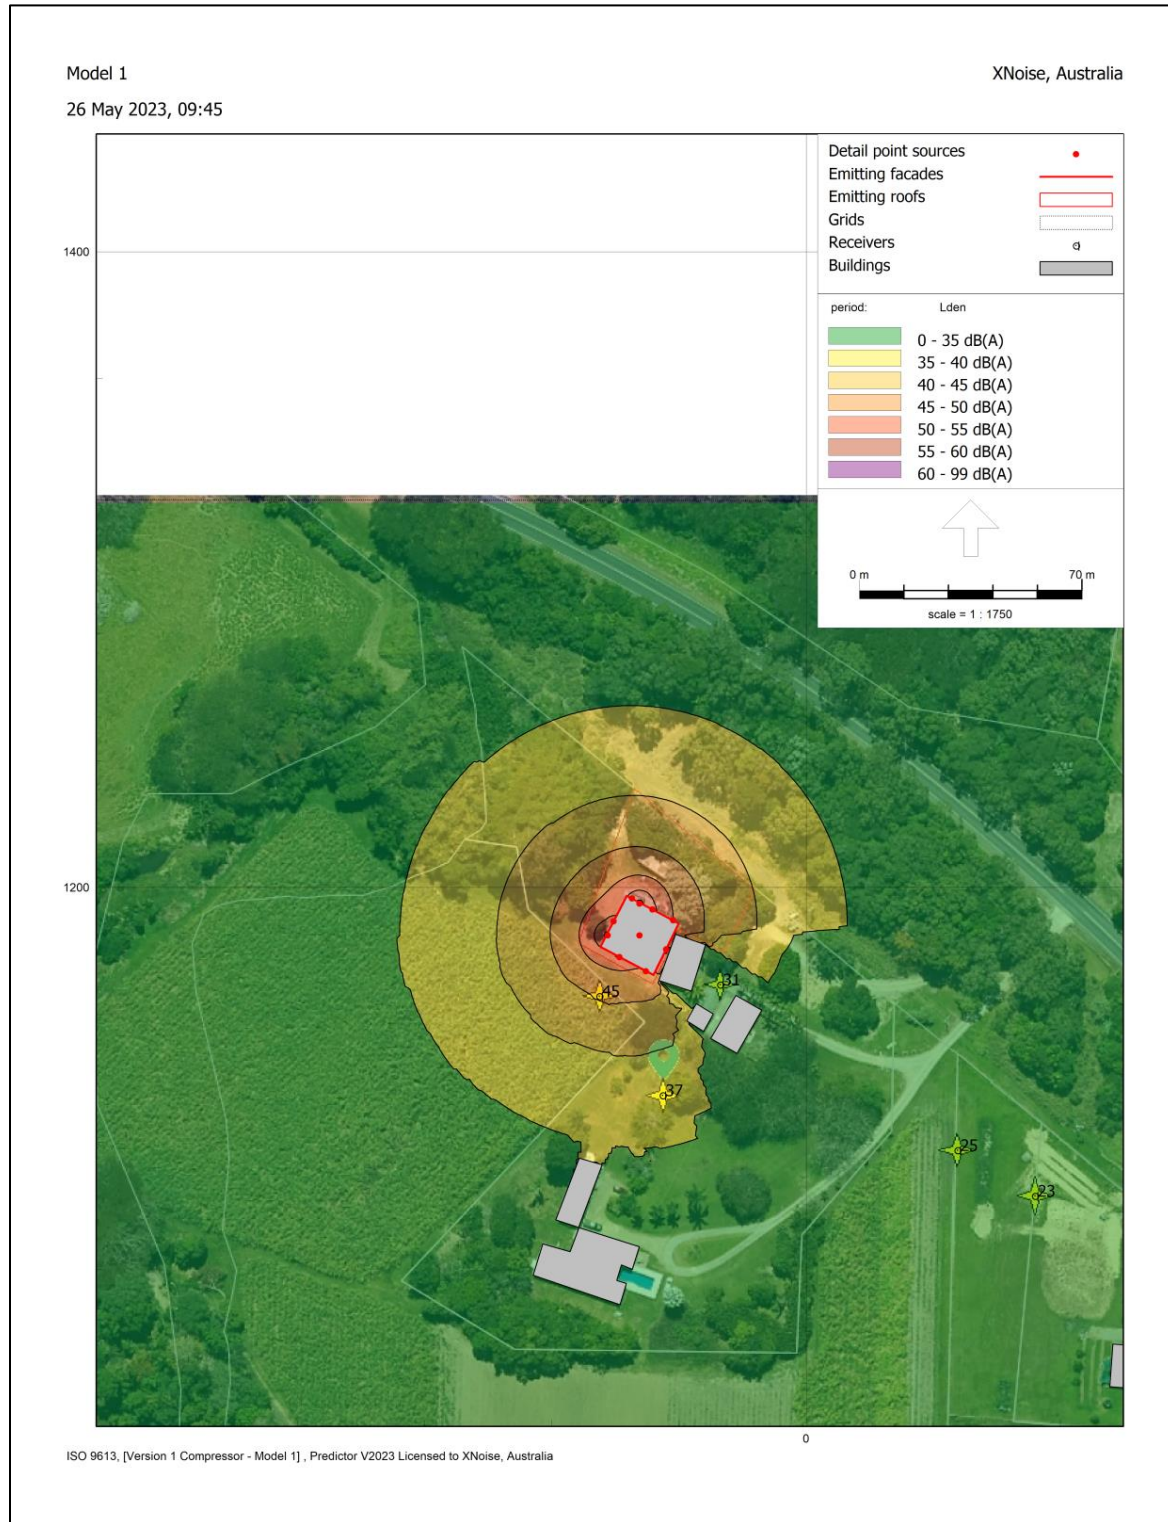 Model 1
XNoise, Australia
26 May 2023, 09:45
Detail point sources
Emitting facades
Emitting roofs
Grids
Receivers
Buildings
1400
period: Lden
0 - 35 dB(A)
35 - 40 dB(A)
40 - 45 dB(A)
45 - 50 dB(A)
50 - 55 dB(A)
55 - 60 dB(A)
60 - 99 dB(A)
0 m 70 m
scale = 1 : 1750
1200
31
45
37
25
23
0
ISO 9613, [Version 1 Compressor - Model 1] , Predictor V2023 Licensed to XNoise, Australia